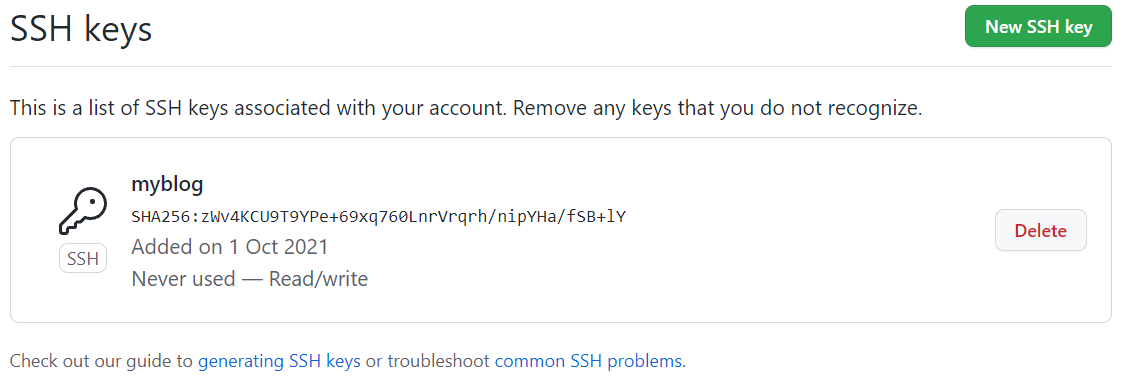 SSH keys
New SSH key
This is a list of SSH keys associated with your account. Remove any keys that you do not recognize.
myblog
SHA256:zWv4KCU9T9YPe+69xq760LnrVrqrh/nipYHa/fSB+lY
Added on 1 Oct 2021
Never used — Read/write
SSH
Delete
Check out our guide to generating SSH keys or troubleshoot common SSH problems.